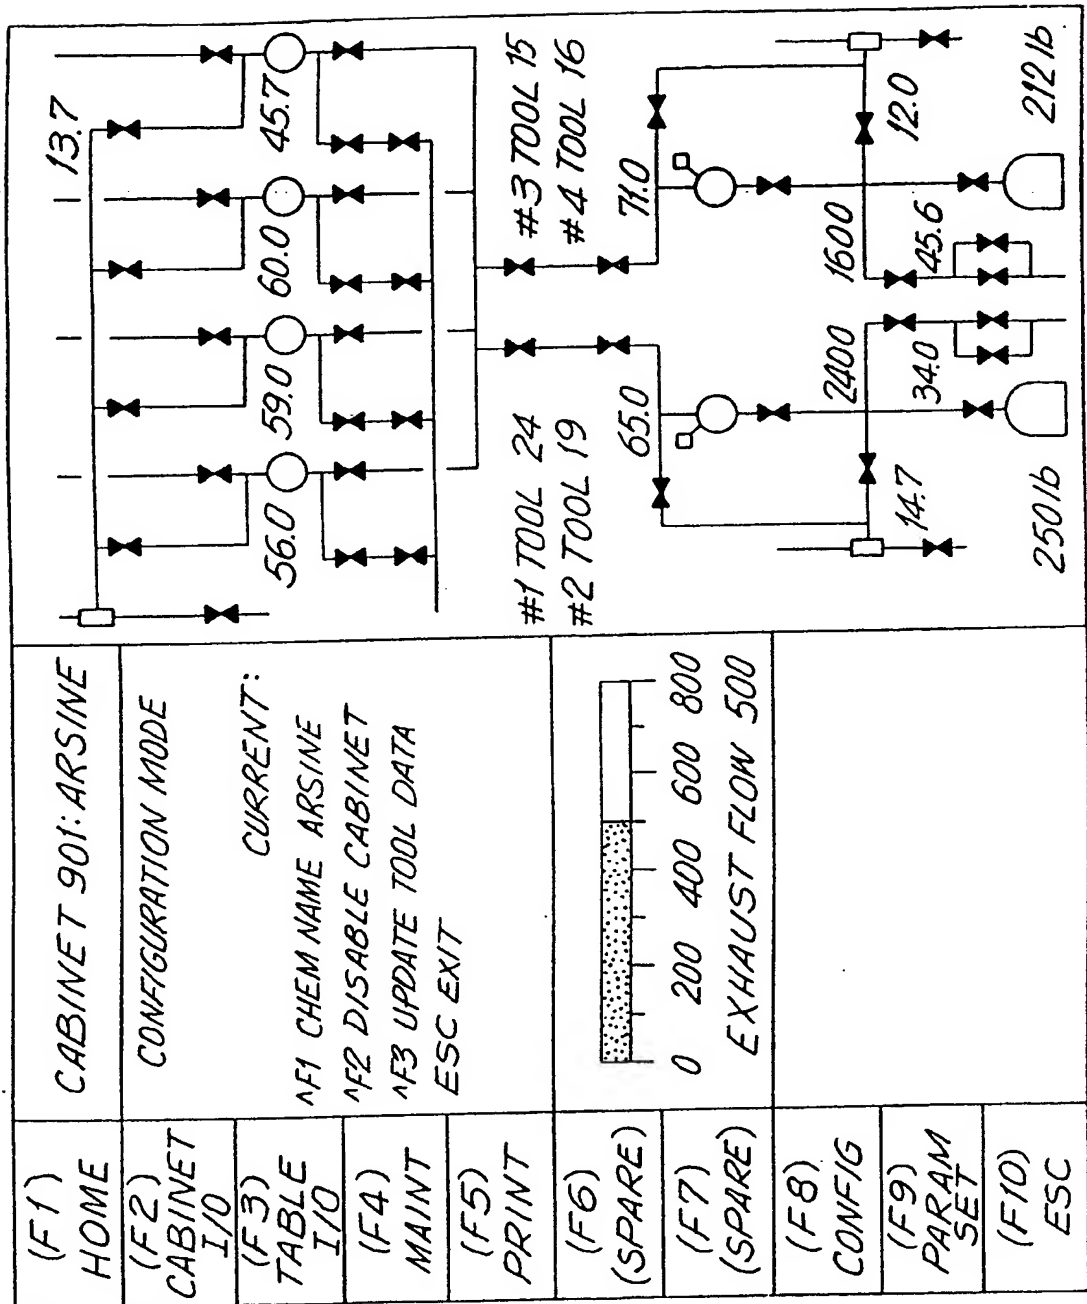 (F1)
HOME
(F2)
CABINET
I/O
(F3)
TABLE
I/O
(F4)
MAINT
(F5)
PRINT
(F6)
(SPARE)
(F7)
(SPARE)
(F8)
CONFIG
(F9)
PARAM
SET
(F10)
ESC
CABINET 901: ARSINE
CONFIGURATION MODE
CURRENT:
^F1 CHEM NAME ARSINE
^F2 DISABLE CABINET
^F3 UPDATE TOOL DATA
ESC EXIT
0 200 400 600 800
EXHAUST FLOW 500
13.7
56.0 59.0 60.0 45.7
#1 TOOL 24 #3 TOOL 15
#2 TOOL 19 #4 TOOL 16
65.0 71.0
2400 1600
14.7 34.0 45.6 12.0
250 lb 212 lb